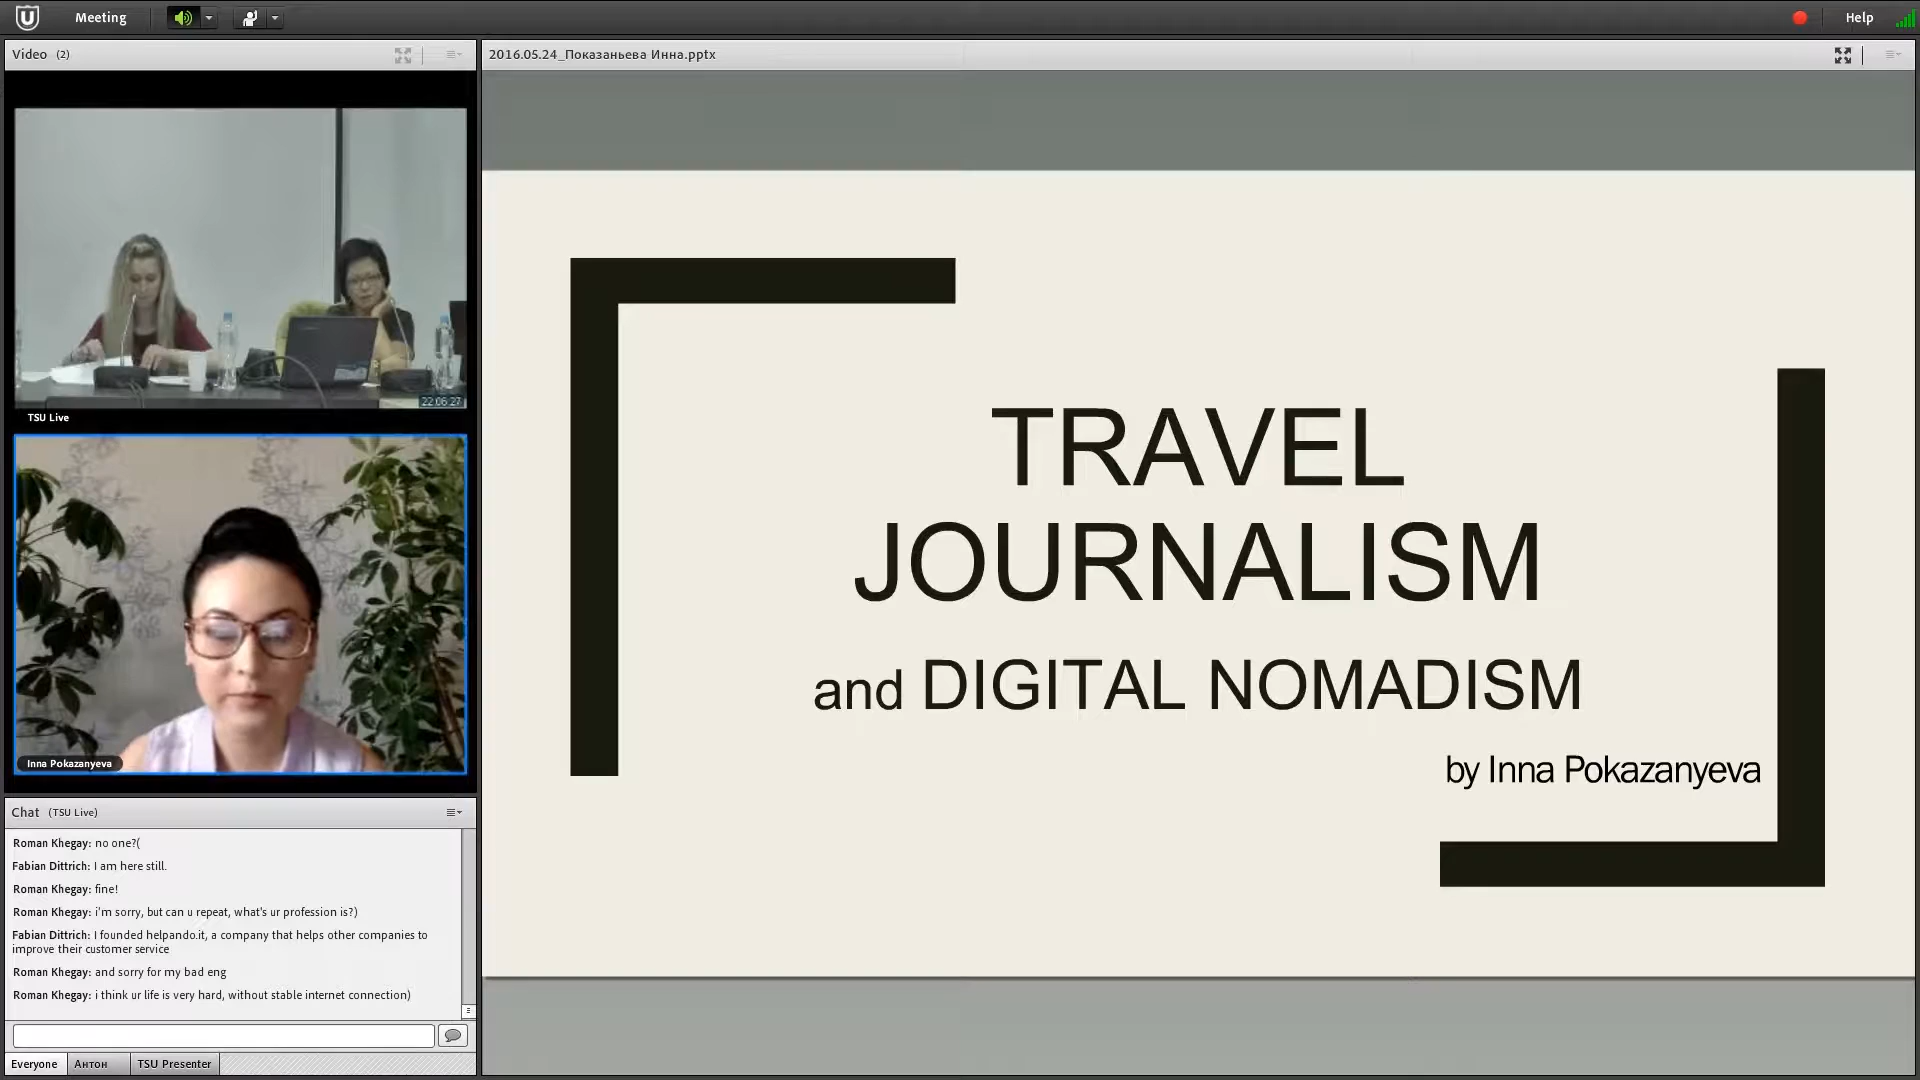 Meeting
Help
Video (2)
2016.05.24_Показаньева Инна.pptx
22:06:27
TSU Live
Inna Pokazanyeva
TRAVEL
JOURNALISM
and DIGITAL NOMADISM
by Inna Pokazanyeva
Chat (TSU Live)
Roman Khegay: no one?(
Fabian Dittrich: I am here still.
Roman Khegay: fine!
Roman Khegay: i'm sorry, but can u repeat, what's ur profession is?)
Fabian Dittrich: I founded helpando.it, a company that helps other companies to
improve their customer service
Roman Khegay: and sorry for my bad eng
Roman Khegay: i think ur life is very hard, without stable internet connection)
Everyone Антон TSU Presenter